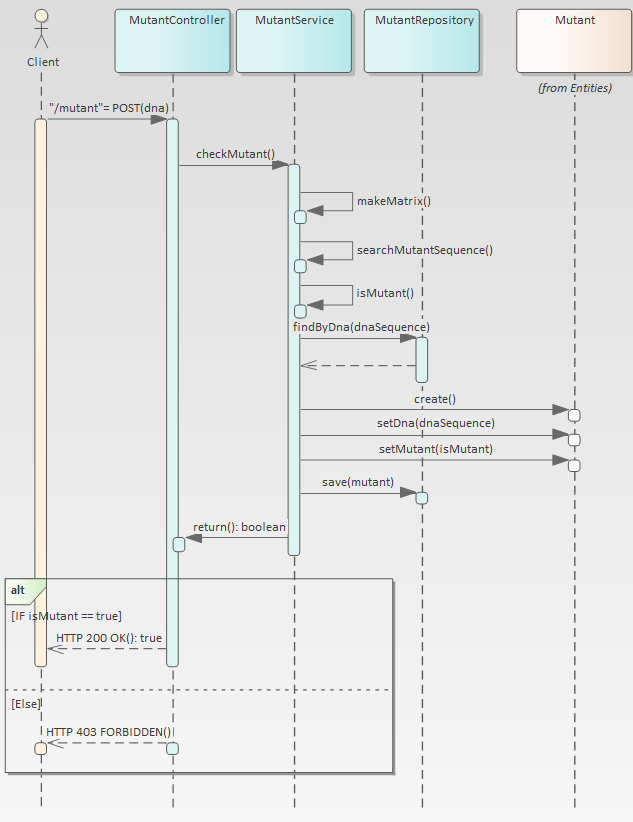 MutantController
MutantService
MutantRepository
Mutant
Client
(from Entities)
"/mutant"= POST(dna)
checkMutant()
makeMatrix()
searchMutantSequence()
isMutant()
findByDna(dnaSequence)
create()
setDna(dnaSequence)
setMutant(isMutant)
save(mutant)
return(): boolean
alt
[IF isMutant == true]
HTTP 200 OK(): true
[Else]
HTTP 403 FORBIDDEN()